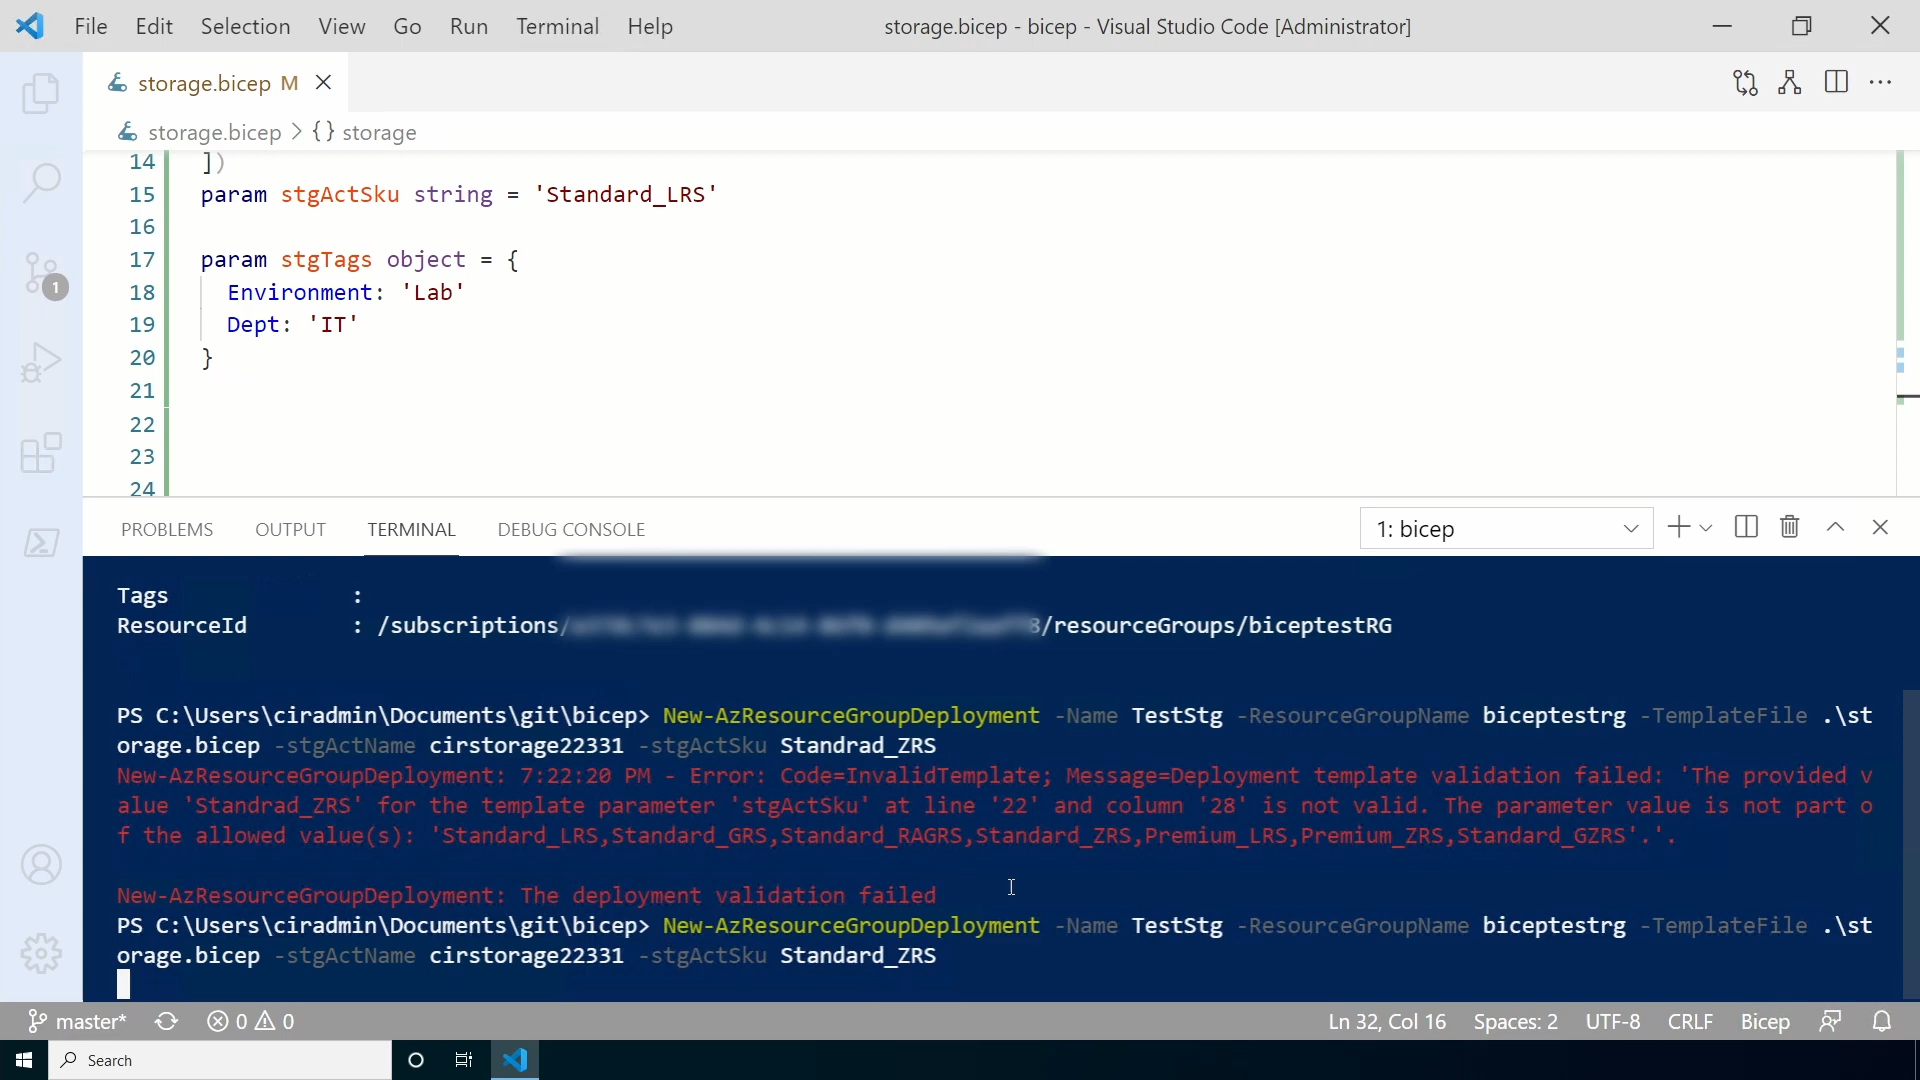 File Edit Selection View Go Run Terminal Help storage.bicep - bicep - Visual Studio Code [Administrator]
storage.bicep M
storage.bicep > {} storage
14 ])
15 param stgActSku string = 'Standard_LRS'
16
17 param stgTags object = {
18 Environment: 'Lab'
19 Dept: 'IT'
20 }
21
22
23
24
1
PROBLEMS OUTPUT TERMINAL DEBUG CONSOLE 1: bicep
Tags :
ResourceId : /subscriptions/ 8/resourceGroups/biceptestRG
PS C:\Users\ciradmin\Documents\git\bicep> New-AzResourceGroupDeployment -Name TestStg -ResourceGroupName biceptestrg -TemplateFile .\st
orage.bicep -stgActName cirstorage22331 -stgActSku Standrad_ZRS
New-AzResourceGroupDeployment: 7:22:20 PM - Error: Code=InvalidTemplate; Message=Deployment template validation failed: 'The provided v
alue 'Standrad_ZRS' for the template parameter 'stgActSku' at line '22' and column '28' is not valid. The parameter value is not part o
f the allowed value(s): 'Standard_LRS,Standard_GRS,Standard_RAGRS,Standard_ZRS,Premium_LRS,Premium_ZRS,Standard_GZRS'.'.
New-AzResourceGroupDeployment: The deployment validation failed
PS C:\Users\ciradmin\Documents\git\bicep> New-AzResourceGroupDeployment -Name TestStg -ResourceGroupName biceptestrg -TemplateFile .\st
orage.bicep -stgActName cirstorage22331 -stgActSku Standard_ZRS
master* 0 0 Ln 32, Col 16 Spaces: 2 UTF-8 CRLF Bicep
Search